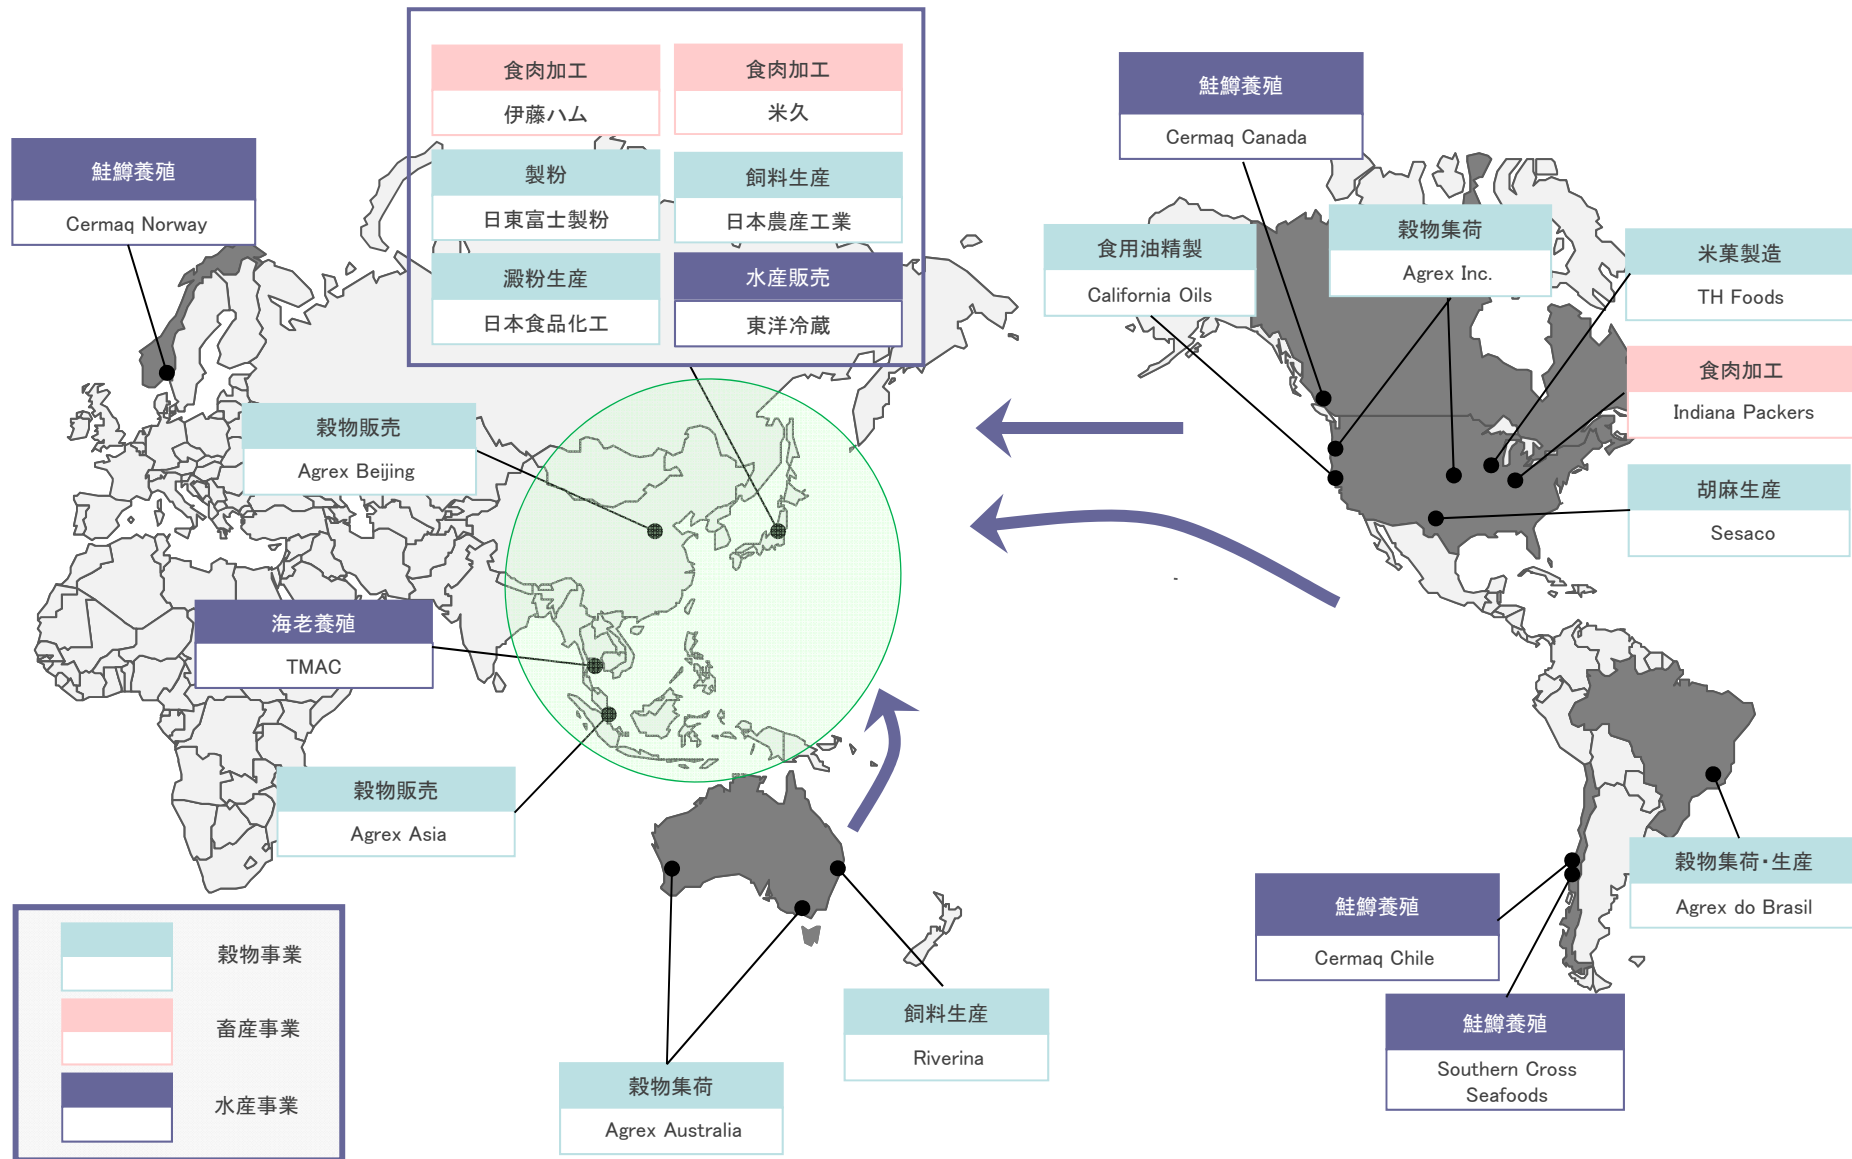 食肉加工
伊藤ハム
食肉加工
米久
製粉
日東富士製粉
飼料生産
日本農産工業
澱粉生産
日本食品化工
水産販売
東洋冷蔵
鮭鱒養殖
Cermaq Norway
鮭鱒養殖
Cermaq Canada
食用油精製
California Oils
穀物集荷
Agrex Inc.
米菓製造
TH Foods
食肉加工
Indiana Packers
胡麻生産
Sesaco
穀物販売
Agrex Beijing
海老養殖
TMAC
穀物販売
Agrex Asia
穀物集荷・生産
Agrex do Brasil
鮭鱒養殖
Cermaq Chile
鮭鱒養殖
Southern Cross
Seafoods
飼料生産
Riverina
穀物集荷
Agrex Australia
穀物事業
畜産事業
水産事業